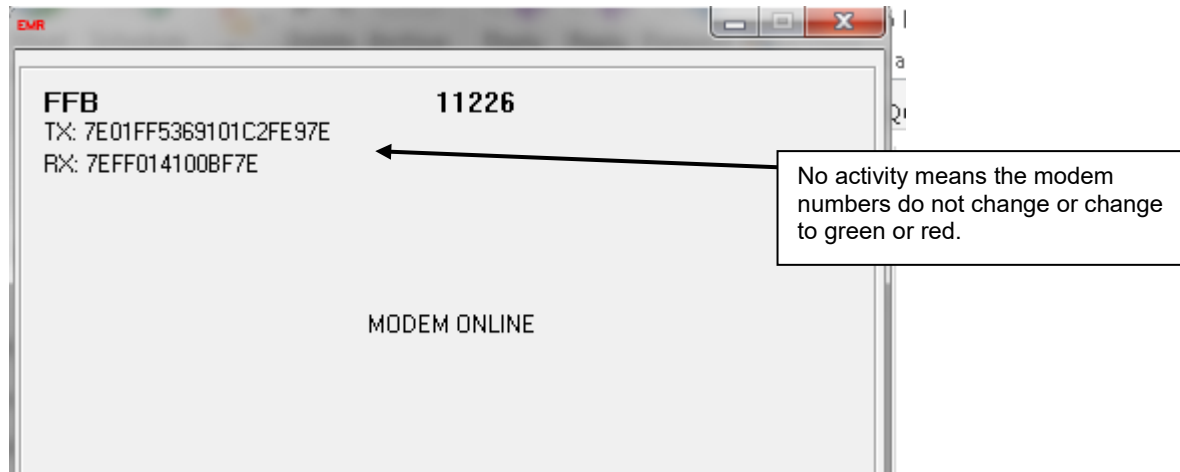 EMR
FFB 11226
TX: 7E01FF5369101C2FE97E
RX: 7EFF014100BF7E
No activity means the modem
numbers do not change or change
to green or red.
MODEM ONLINE